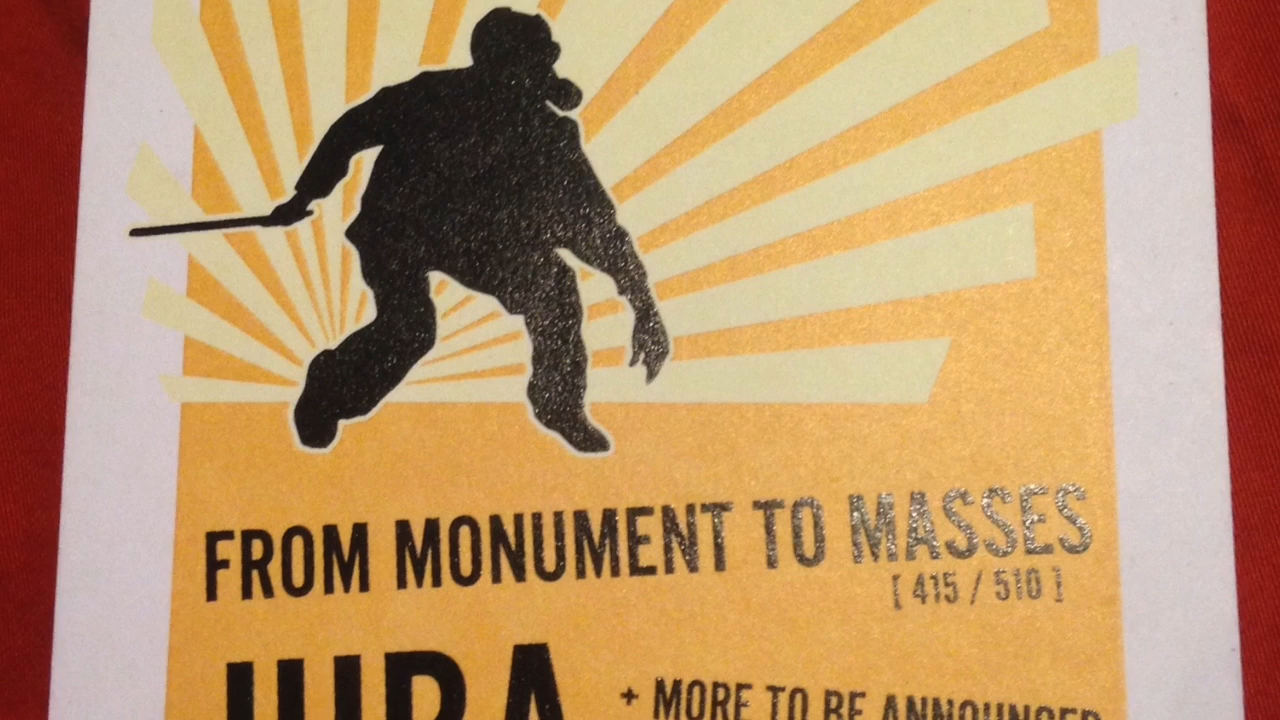 FROM MONUMENT TO MASSES
[ 415 / 510 ]
+ MORE TO BE ANNOUNCED